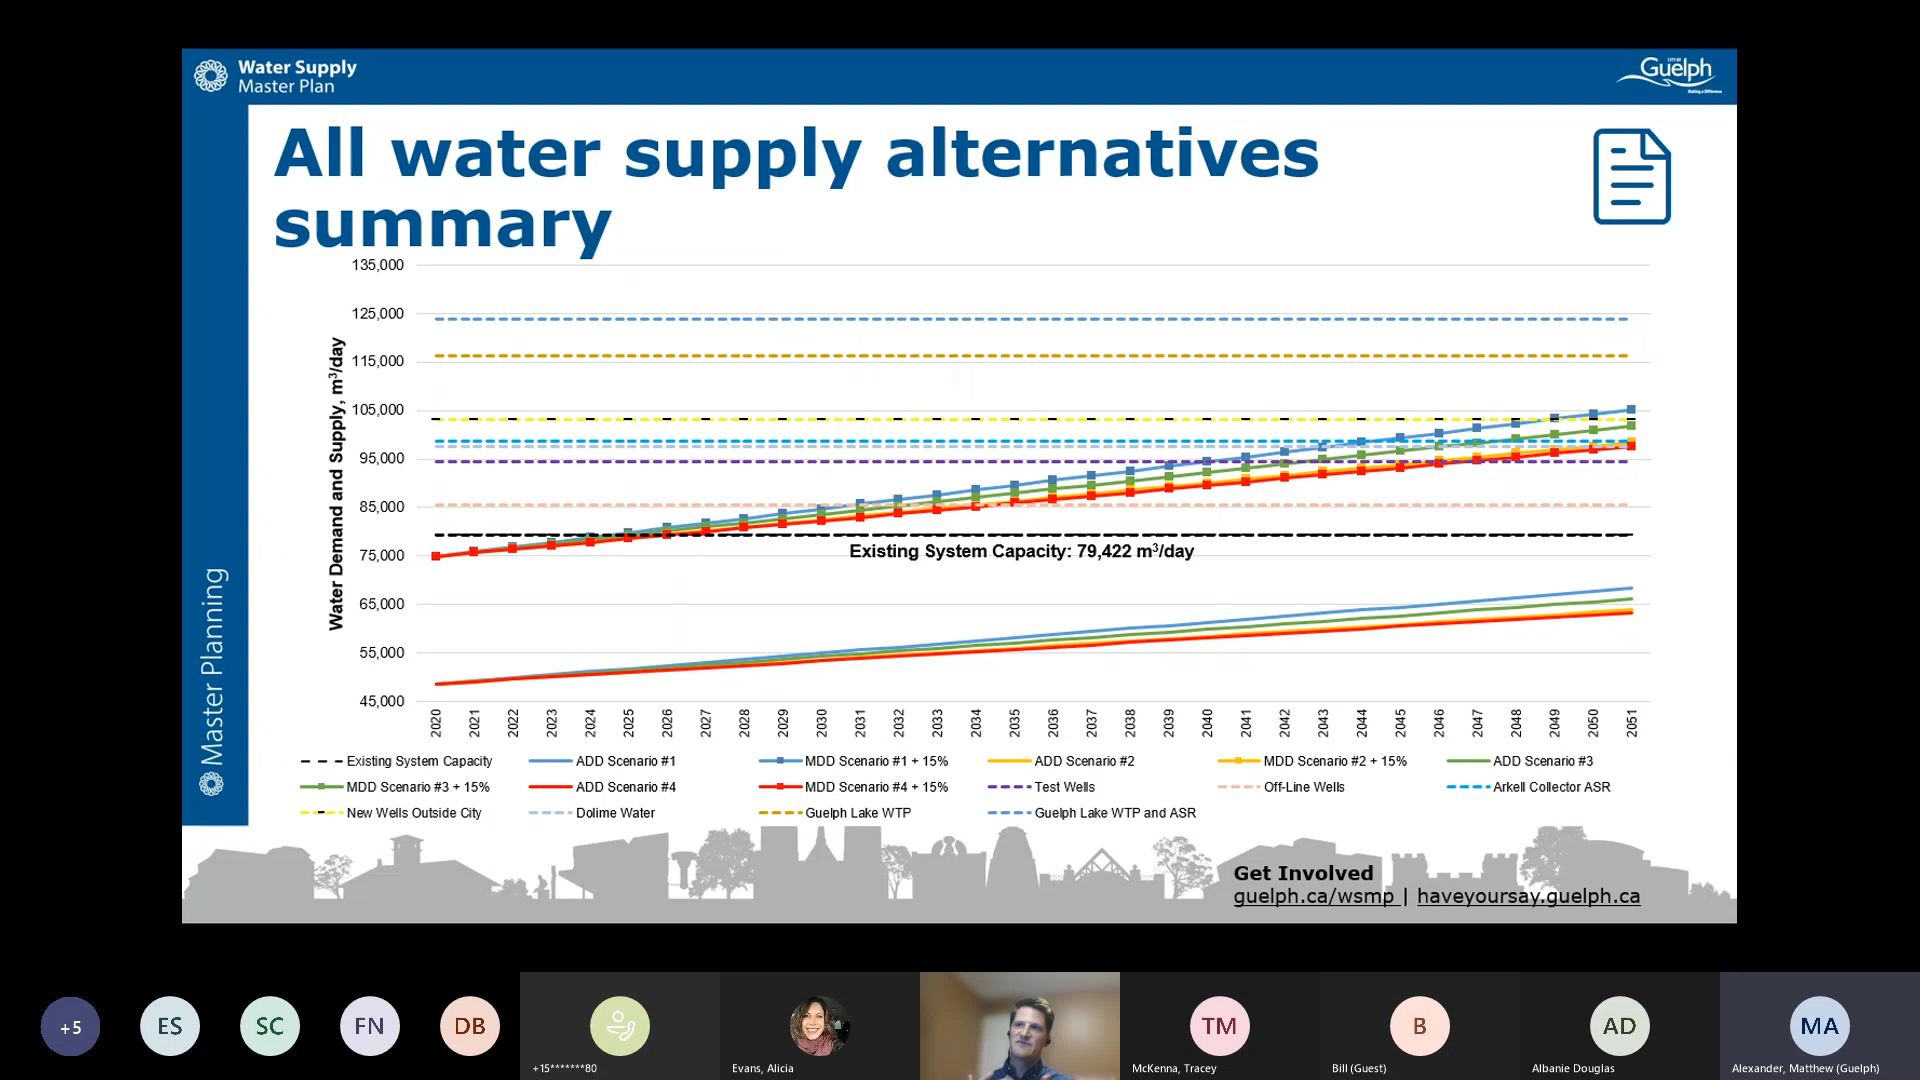 Water Supply
Master Plan
Guelph
All water supply alternatives
summary
Master Planning
Water Demand and Supply, m³/day
135,000
125,000
115,000
105,000
95,000
85,000
75,000
65,000
55,000
45,000
Existing System Capacity: 79,422 m³/day
2020 2021 2022 2023 2024 2025 2026 2027 2028 2029 2030 2031 2032 2033 2034 2035 2036 2037 2038 2039 2040 2041 2042 2043 2044 2045 2046 2047 2048 2049 2050 2051
Existing System Capacity ADD Scenario #1 MDD Scenario #1 + 15% ADD Scenario #2 MDD Scenario #2 + 15% ADD Scenario #3
MDD Scenario #3 + 15% ADD Scenario #4 MDD Scenario #4 + 15% Test Wells Off-Line Wells Arkell Collector ASR
New Wells Outside City Dolime Water Guelph Lake WTP Guelph Lake WTP and ASR
Get Involved
guelph.ca/wsmp | haveyoursay.guelph.ca
+5 ES SC FN DB TM B AD MA
+15*******80 Evans, Alicia McKenna, Tracey Bill (Guest) Albanie Douglas Alexander, Matthew (Guelph)